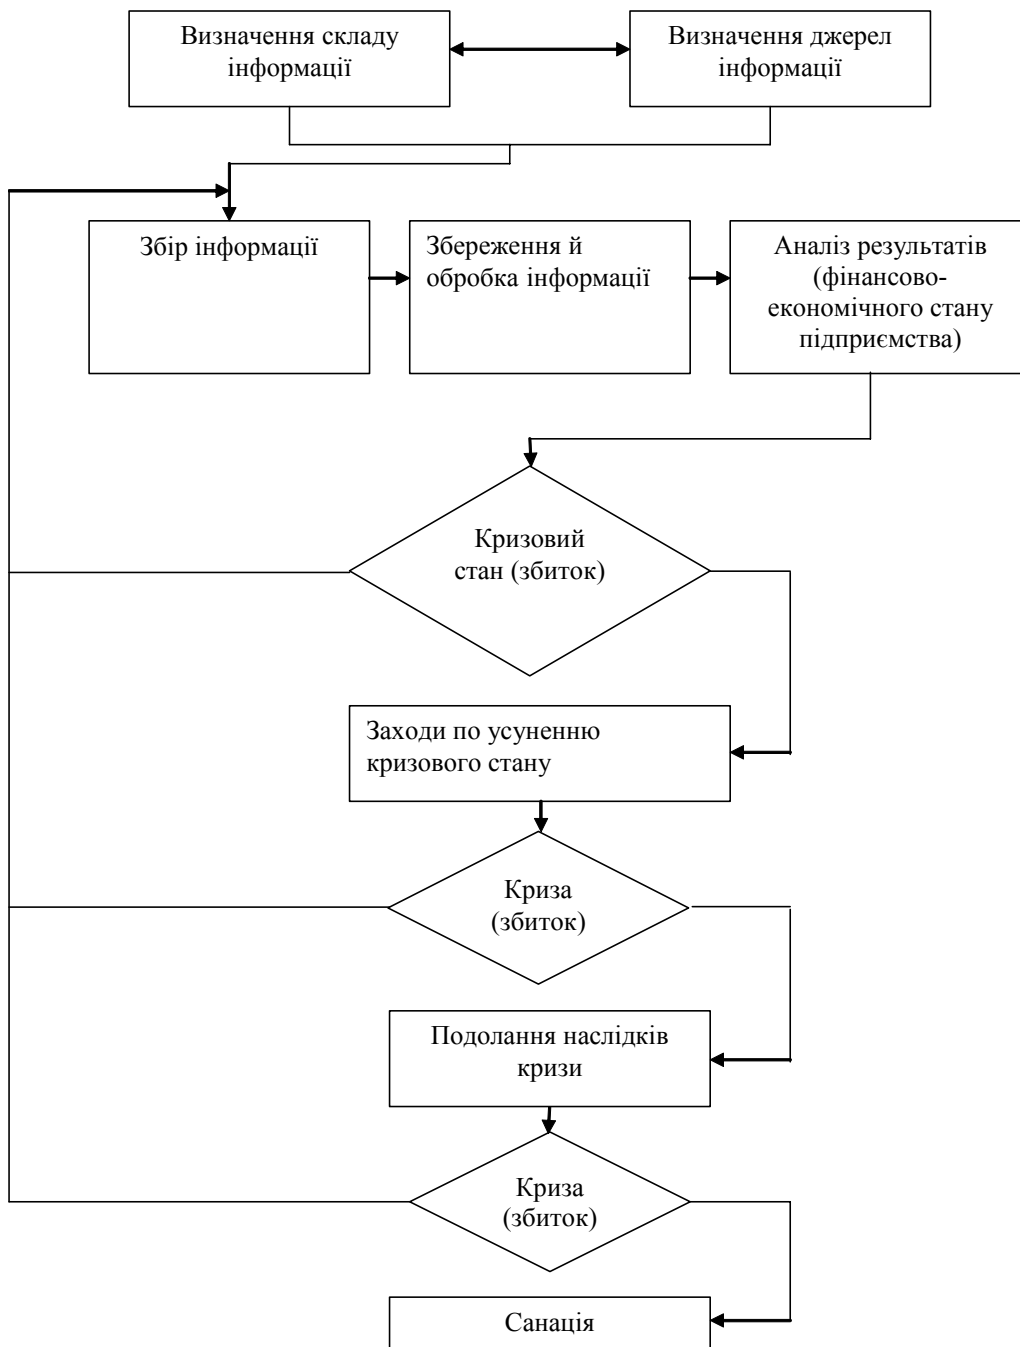 Визначення складу
інформації
Визначення джерел
інформації
Збір інформації
Збереження й
обробка інформації
Аналіз результатів
(фінансово-
економічного стану
підприємства)
Кризовий
стан (збиток)
Заходи по усуненню
кризового стану
Криза
(збиток)
Подолання наслідків
кризи
Криза
(збиток)
Санація